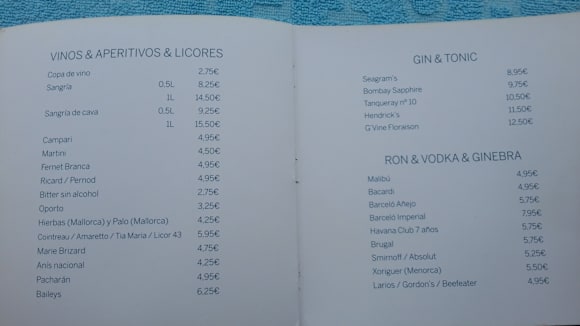 VINOS & APERITIVOS & LICORES
Copa de vino 2,75€
Sangría 0.5L 8,25€
1L 14,50€
Sangría de cava 0.5L 9,25€
1L 15,50€
Campari 4,95€
Martini 4,50€
Fernet Branca 4,95€
Ricard / Pernod 4,95€
Bitter sin alcohol 2,75€
Oporto 3,25€
Hierbas (Mallorca) y Palo (Mallorca) 4,25€
Cointreau / Amaretto / Tia Maria / Licor 43 5,95€
Marie Brizard 4,75€
Anís nacional 4,25€
Pacharán 4,95€
Baileys 6,25€
GIN & TONIC
Seagram's 8,95€
Bombay Sapphire 9,75€
Tanqueray nº 10 10,50€
Hendrick's 11,50€
G'Vine Floraison 12,50€
RON & VODKA & GINEBRA
Malibú 4,95€
Bacardi 4,95€
Barceló Añejo 5,75€
Barceló Imperial 7,95€
Havana Club 7 años 5,75€
Brugal 5,75€
Smirnoff / Absolut 5,25€
Xoriguer (Menorca) 5,50€
Larios / Gordon's / Beefeater 4,95€